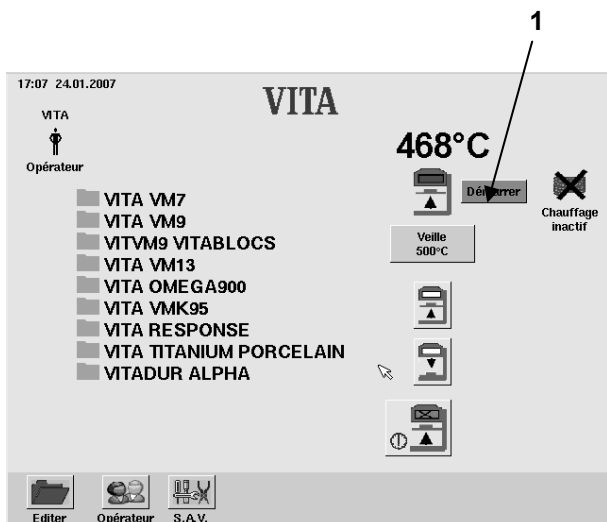 1
17:07 24.01.2007
VITA
VITA
Opérateur
468°C
Démarrer
Chauffage
inactif
Veille
500°C
VITA VM7
VITA VM9
VITVM9 VITABLOCS
VITA VM13
VITA OMEGA900
VITA VMK95
VITA RESPONSE
VITA TITANIUM PORCELAIN
VITADUR ALPHA
Editer
Opérateur
S.A.V.